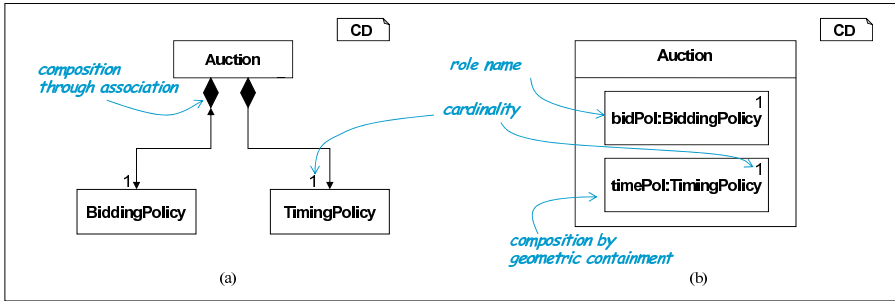 CD
Auction
composition
through association
1
BiddingPolicy
1
TimingPolicy
(a)
CD
Auction
role name
1
bidPol:BiddingPolicy
cardinality
1
timePol:TimingPolicy
composition by
geometric containment
(b)